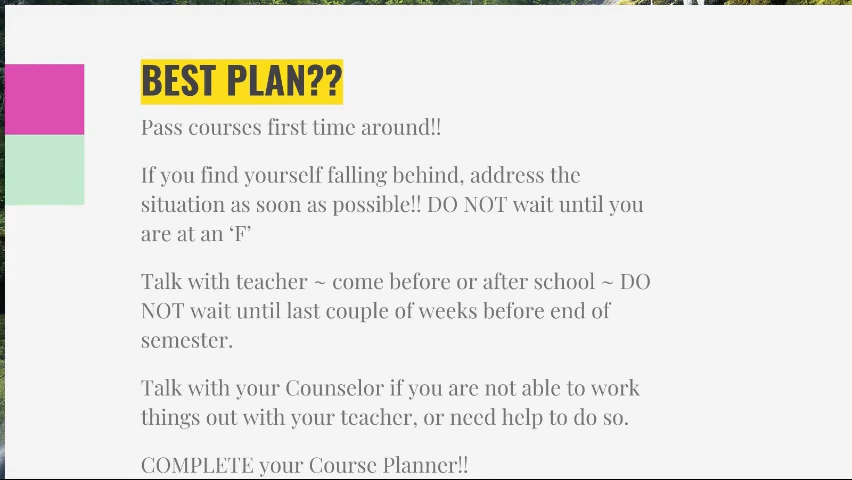 BEST PLAN??
Pass courses first time around!!
If you find yourself falling behind, address the
situation as soon as possible!! DO NOT wait until you
are at an ‘F’
Talk with teacher ~ come before or after school ~ DO
NOT wait until last couple of weeks before end of
semester.
Talk with your Counselor if you are not able to work
things out with your teacher, or need help to do so.
COMPLETE your Course Planner!!